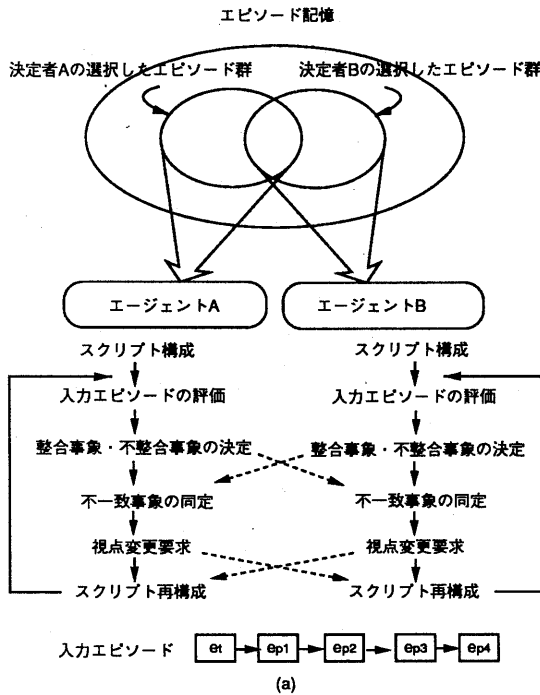 エピソード記憶
決定者Aの選択したエピソード群 決定者Bの選択したエピソード群
エージェントA エージェントB
スクリプト構成 スクリプト構成
入力エピソードの評価 入力エピソードの評価
整合事象・不整合事象の決定 整合事象・不整合事象の決定
不一致事象の同定 不一致事象の同定
視点変更要求 視点変更要求
スクリプト再構成 スクリプト再構成
入力エピソード et ep1 ep2 ep3 ep4
(a)